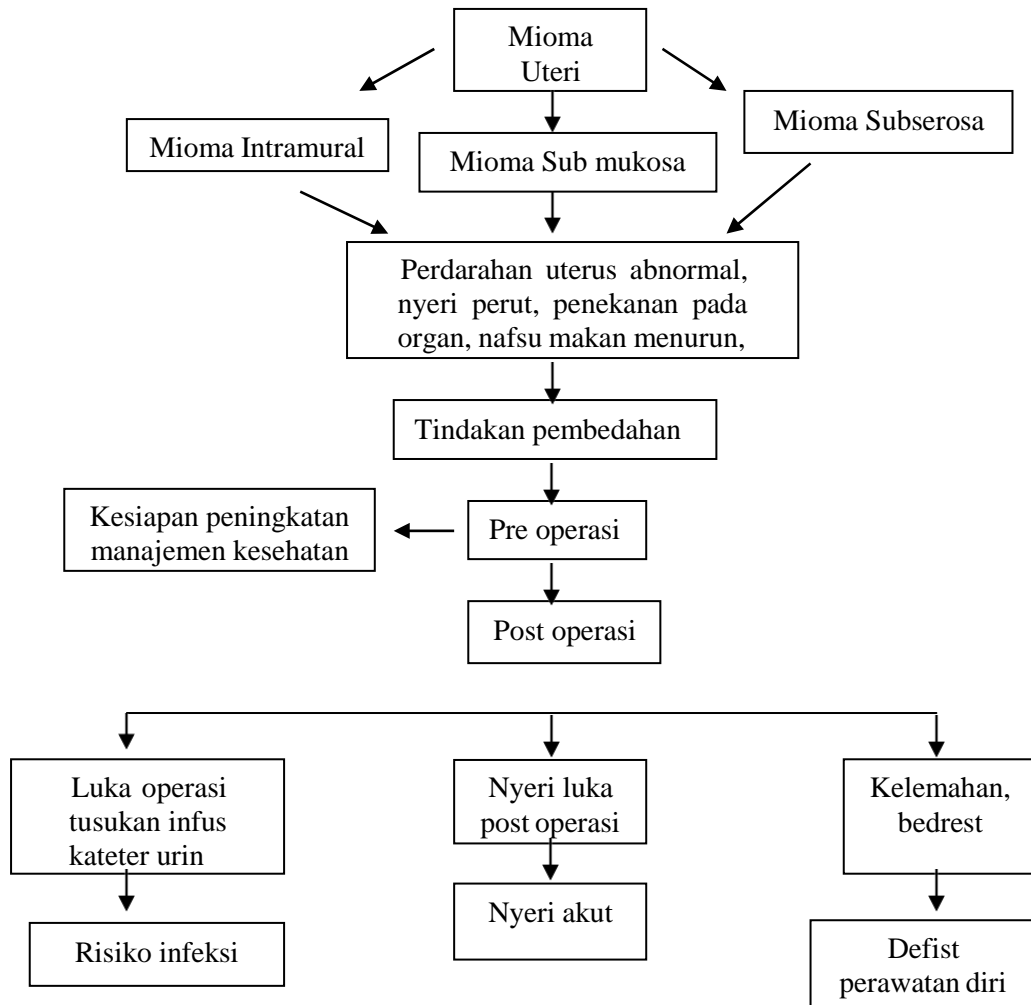 Mioma
Uteri
Mioma Intramural
Mioma Sub mukosa
Mioma Subserosa
Perdarahan uterus abnormal,
nyeri perut, penekanan pada
organ, nafsu makan menurun,
Tindakan pembedahan
Kesiapan peningkatan
manajemen kesehatan
Pre operasi
Post operasi
Luka operasi
tusukan infus
kateter urin
Nyeri luka
post operasi
Kelemahan,
bedrest
Risiko infeksi
Nyeri akut
Defist
perawatan diri